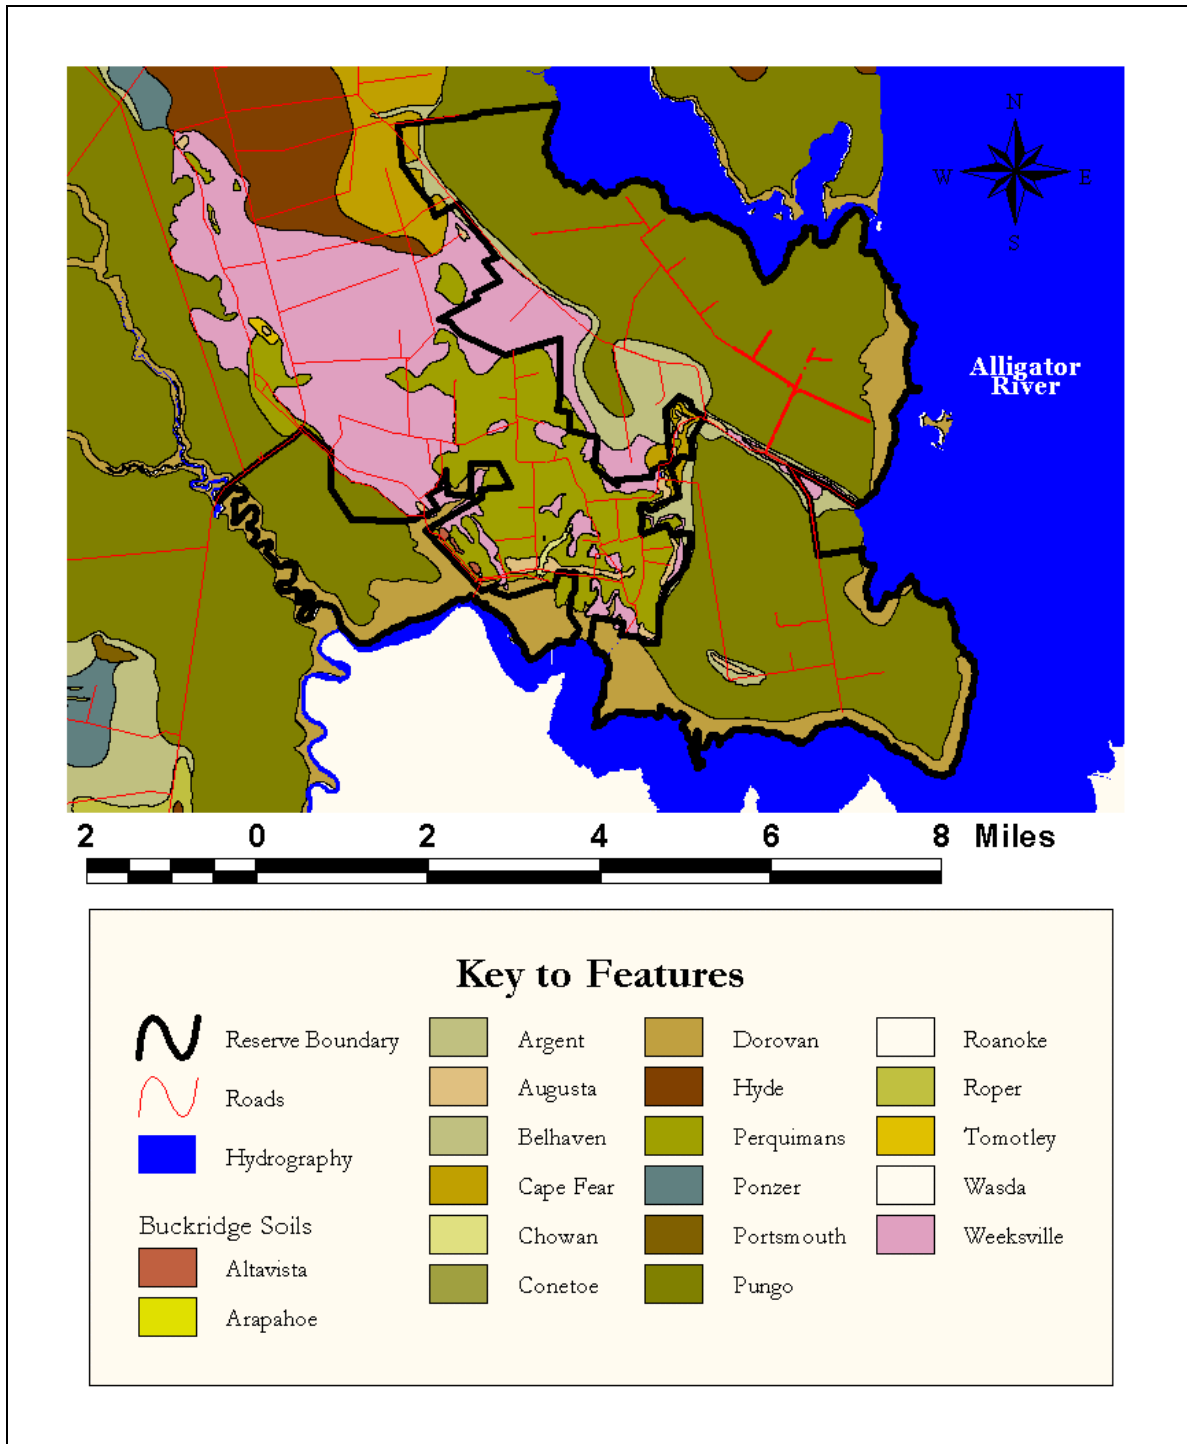 N
W E
S
Alligator
River
2 0 2 4 6 8 Miles
Key to Features
Reserve Boundary
Roads
Hydrography
Buckridge Soils
Altavista
Arapahoe
Argent
Augusta
Belhaven
Cape Fear
Chowan
Conetoe
Dorovan
Hyde
Perquimans
Ponzer
Portsmouth
Pungo
Roanoke
Roper
Tomotley
Wasda
Weeksville